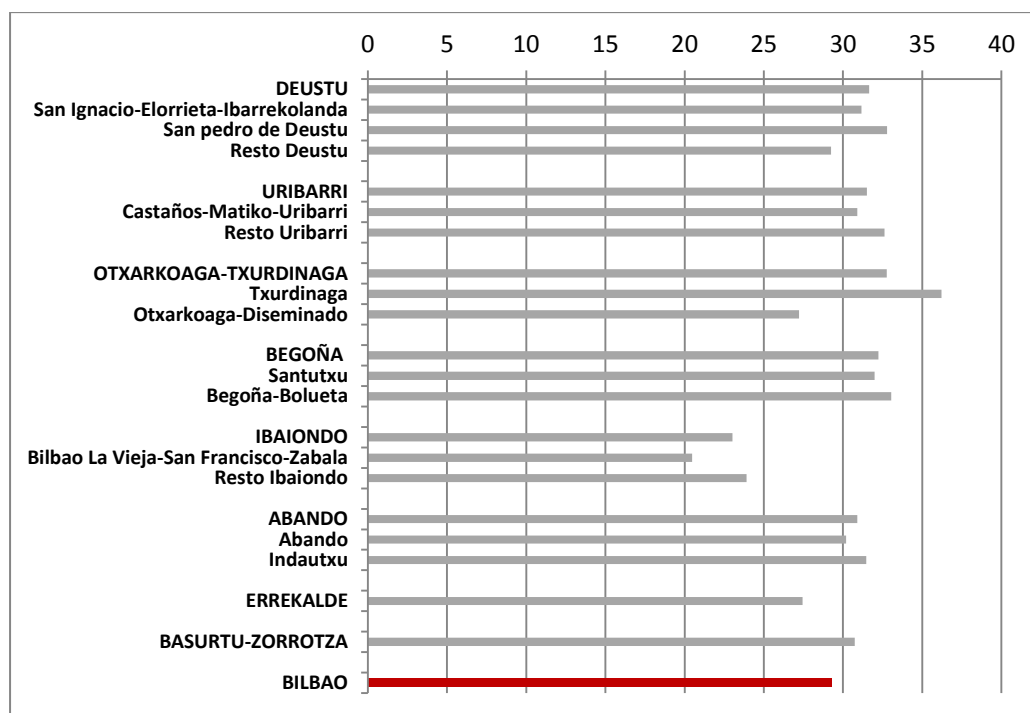 0 5 10 15 20 25 30 35 40
DEUSTU
San Ignacio-Elorrieta-Ibarrekolanda
San pedro de Deustu
Resto Deustu
URIBARRI
Castaños-Matiko-Uribarri
Resto Uribarri
OTXARKOAGA-TXURDINAGA
Txurdinaga
Otxarkoaga-Diseminado
BEGOÑA
Santutxu
Begoña-Bolueta
IBAIONDO
Bilbao La Vieja-San Francisco-Zabala
Resto Ibaiondo
ABANDO
Abando
Indautxu
ERREKALDE
BASURTU-ZORROTZA
BILBAO